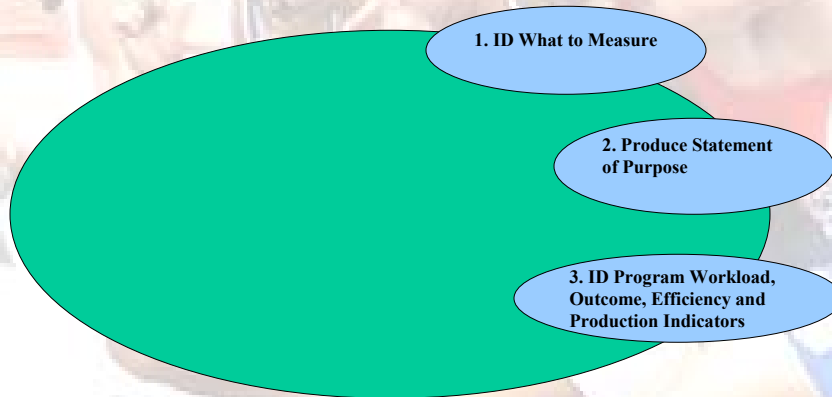 1. ID What to Measure
2. Produce Statement
of Purpose
3. ID Program Workload,
Outcome, Efficiency and
Production Indicators